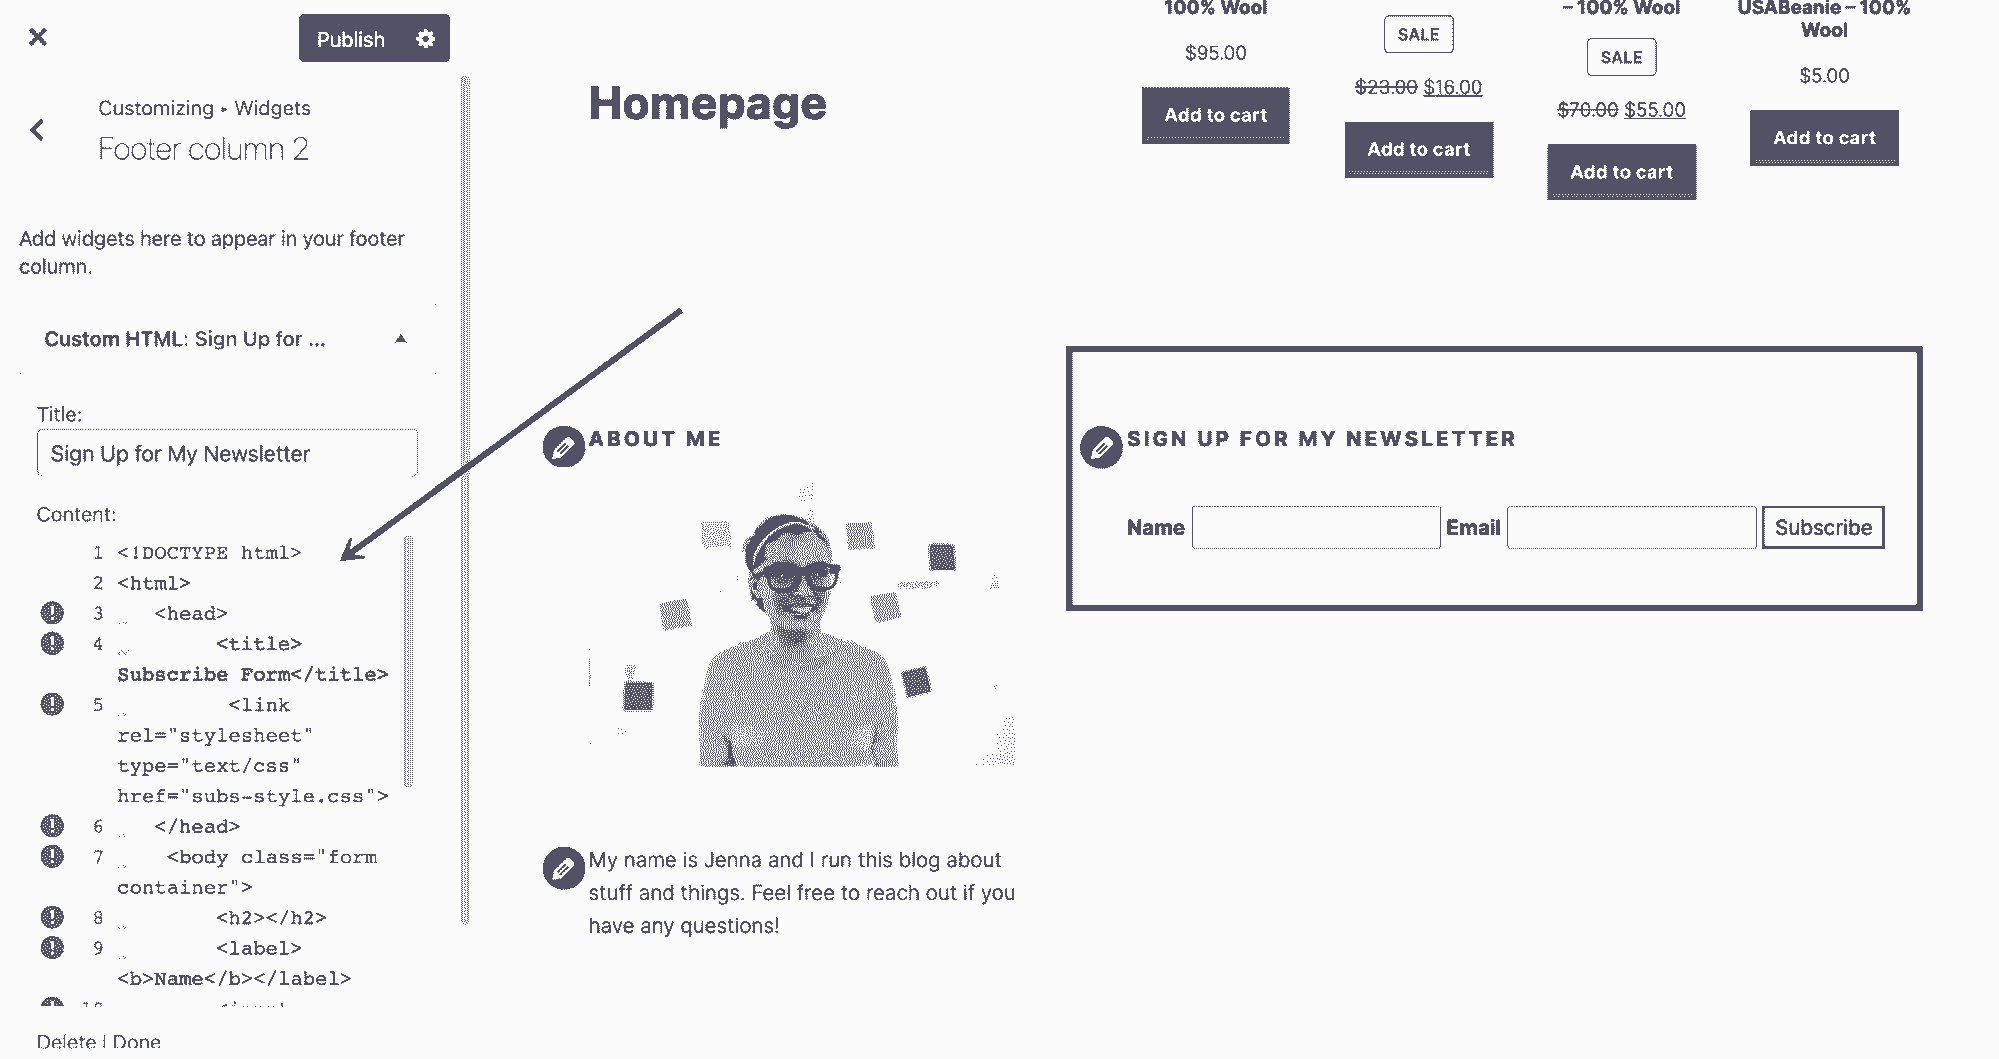 Publish
Customizing ▸ Widgets
Footer column 2
Add widgets here to appear in your footer
column.
Custom HTML: Sign Up for ...
Title:
Sign Up for My Newsletter
Content:
1 <!DOCTYPE html>
2 <html>
3 <head>
4 <title>
Subscribe Form</title>
5 <link
rel="stylesheet"
type="text/css"
href="subs-style.css">
6 </head>
7 <body class="form
container">
8 <h2></h2>
9 <label>
<b>Name</b></label>
Delete | Done
Homepage
100% Wool
$95.00
Add to cart
SALE
$23.00 $16.00
Add to cart
– 100% Wool
SALE
$70.00 $55.00
Add to cart
USABeanie – 100%
Wool
$5.00
Add to cart
ABOUT ME
My name is Jenna and I run this blog about
stuff and things. Feel free to reach out if you
have any questions!
SIGN UP FOR MY NEWSLETTER
Name Email Subscribe